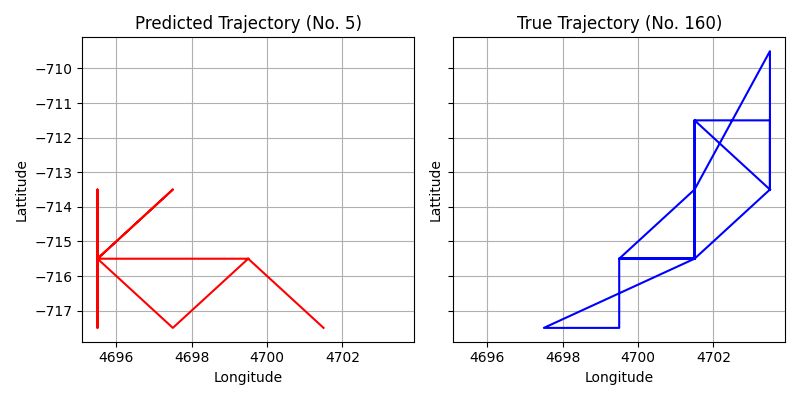 Predicted Trajectory (No. 5)
True Trajectory (No. 160)
Lattitude
−710
−711
−712
−713
−714
−715
−716
−717
4696
4698
4700
4702
Longitude
Lattitude
4696
4698
4700
4702
Longitude